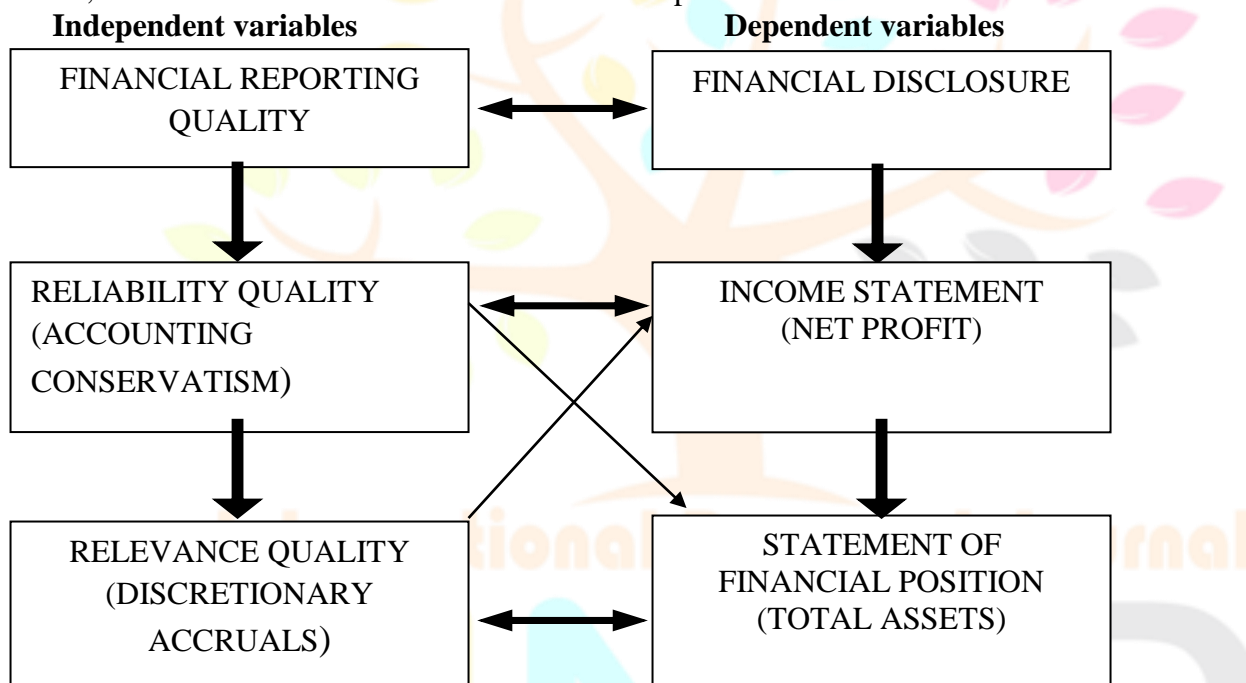 Independent variables
Dependent variables
FINANCIAL REPORTING
QUALITY
FINANCIAL DISCLOSURE
RELIABILITY QUALITY
(ACCOUNTING
CONSERVATISM)
INCOME STATEMENT
(NET PROFIT)
RELEVANCE QUALITY
(DISCRETIONARY
ACCRUALS)
STATEMENT OF
FINANCIAL POSITION
(TOTAL ASSETS)